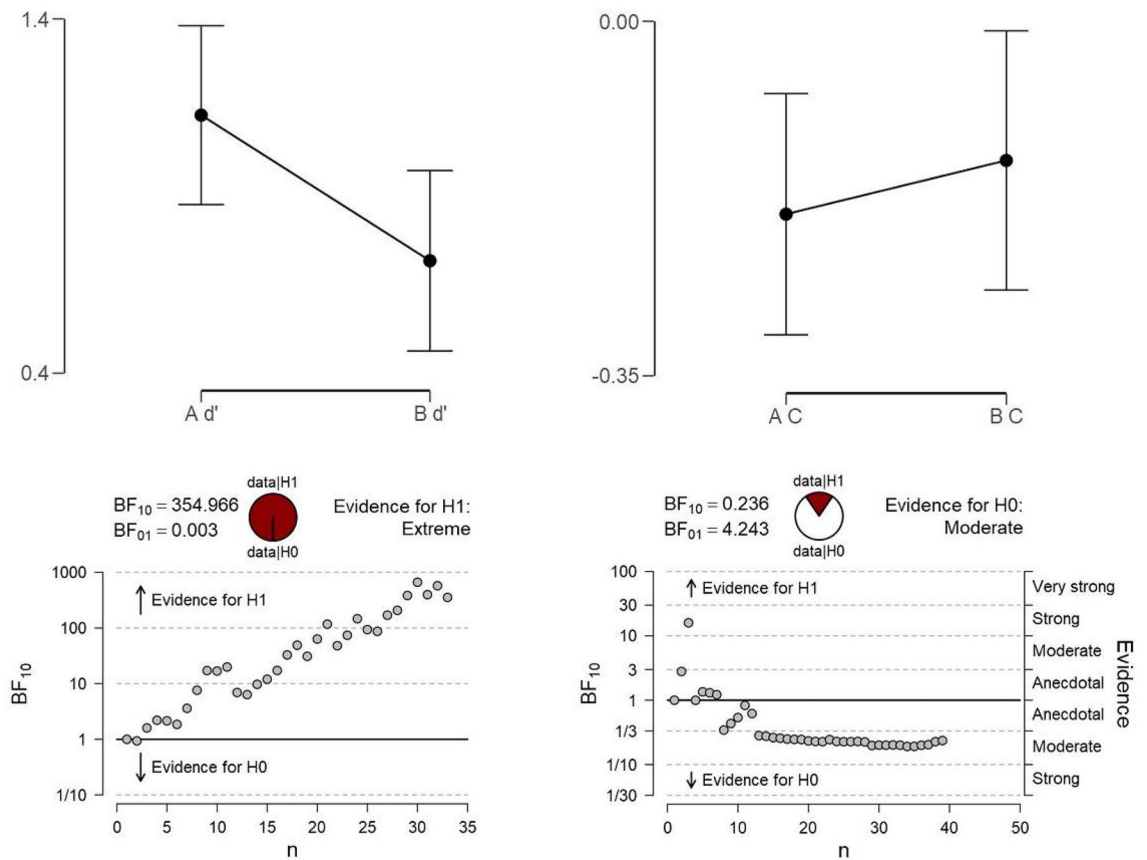 1.4
0.4
A d'
B d'
0.00
-0.35
A C
B C
data|H1
BF10 = 354.966
BF01 = 0.003
data|H0
Evidence for H1:
Extreme
1000
100
10
1
1/10
BF10
Evidence for H1
Evidence for H0
0 5 10 15 20 25 30 35
n
data|H1
BF10 = 0.236
BF01 = 4.243
data|H0
Evidence for H0:
Moderate
100
30
10
3
1
1/3
1/10
1/30
BF10
Evidence for H1
Evidence for H0
Very strong
Strong
Moderate
Anecdotal
Anecdotal
Moderate
Strong
Evidence
0 10 20 30 40 50
n